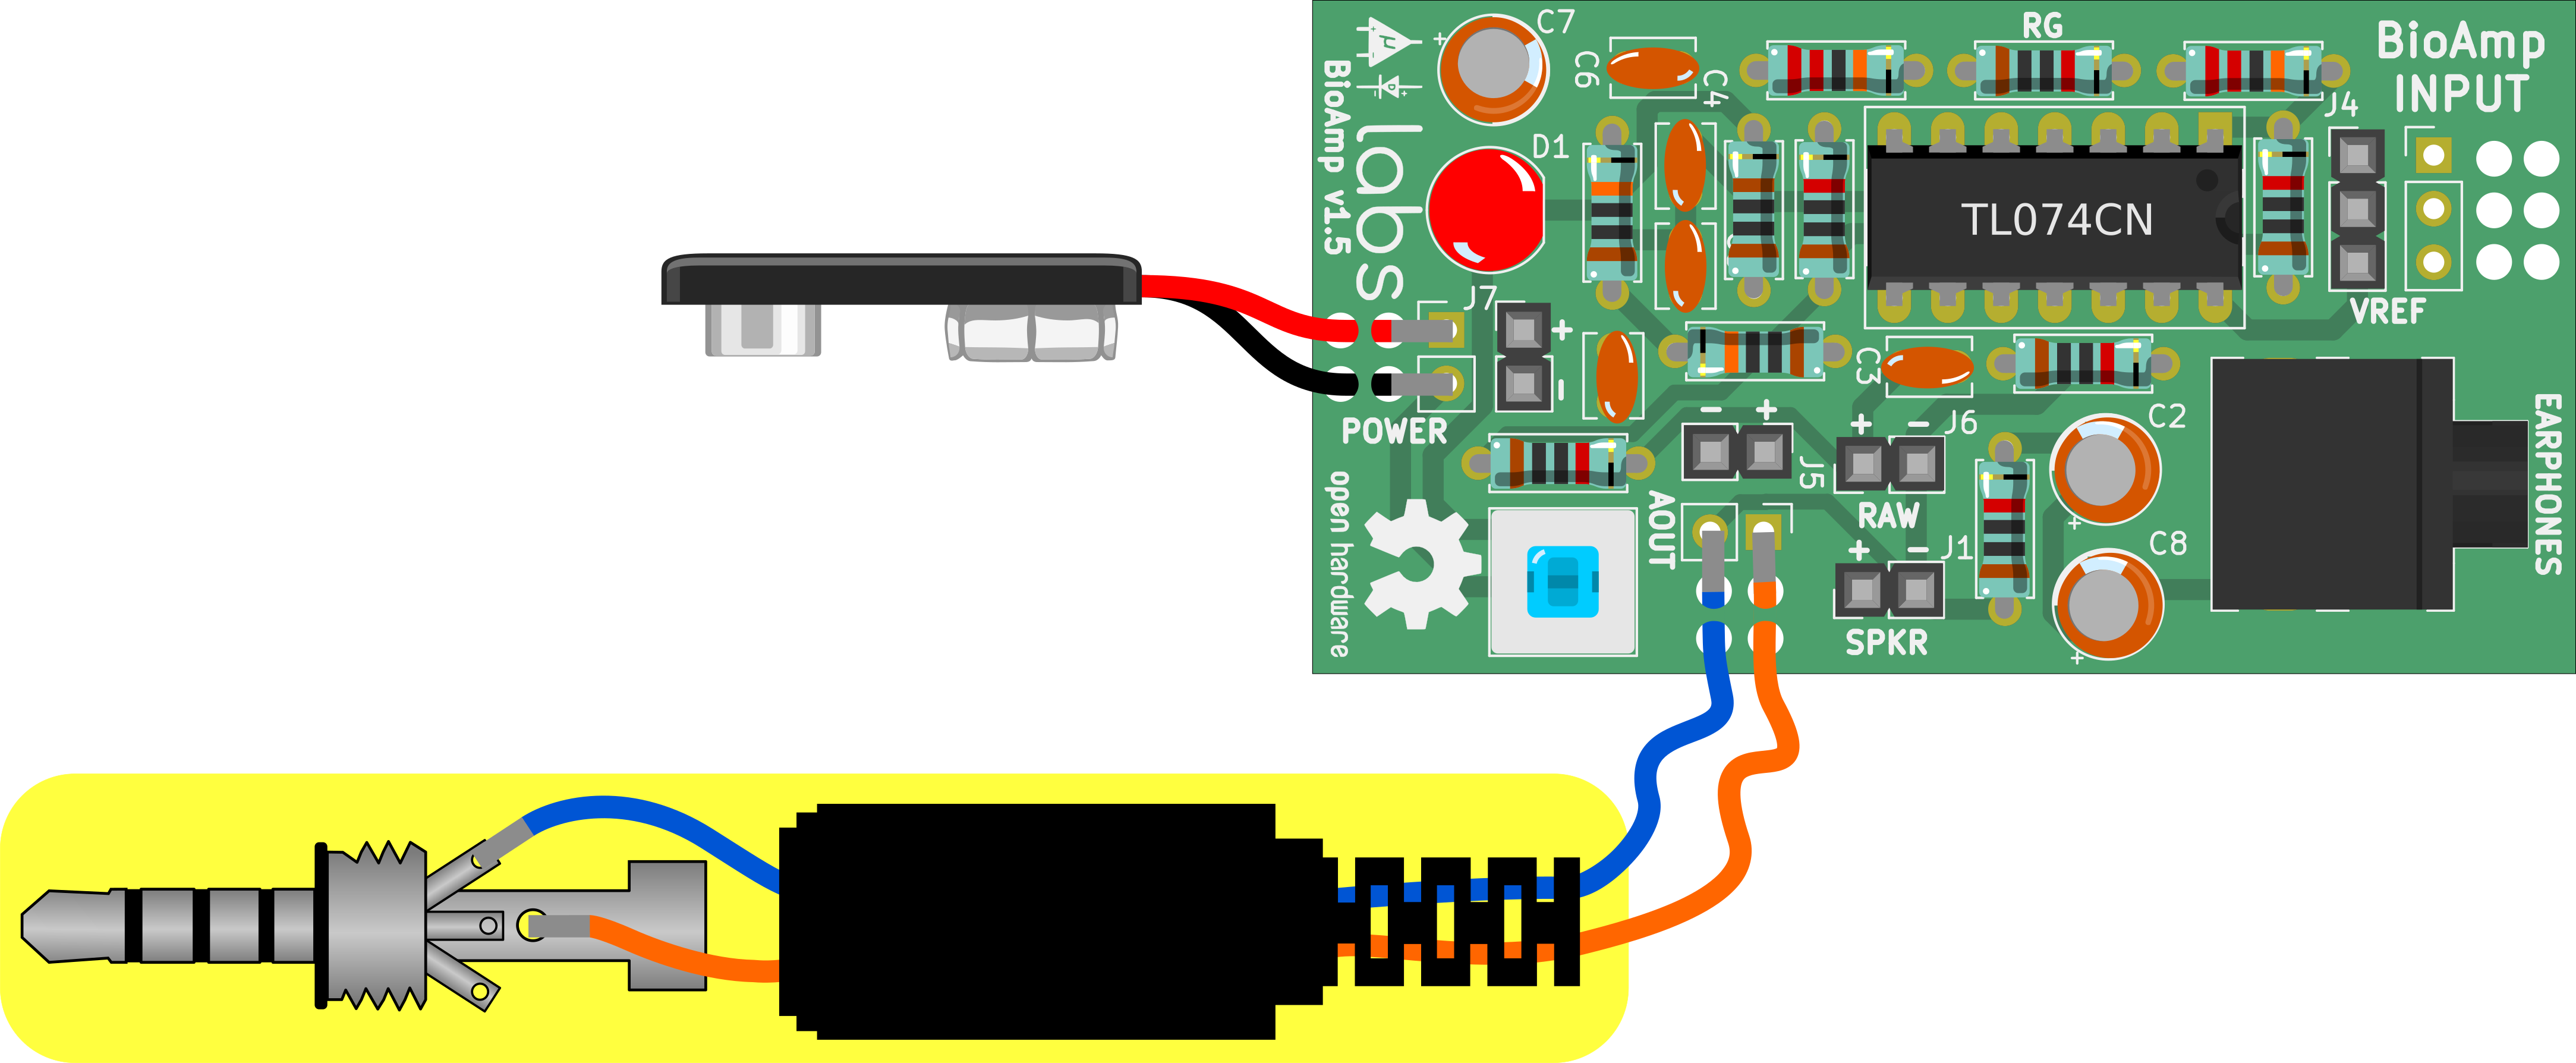 C7
RG
BioAmp
INPUT
C6
C4
J4
BioAmp v1.5
labs
D1
TL074CN
VREF
J7
+
-
POWER
C3
- +
J5
+ - J6
RAW
C2
EARPHONES
open hardware
AOUT
+ - J1
SPKR
C8